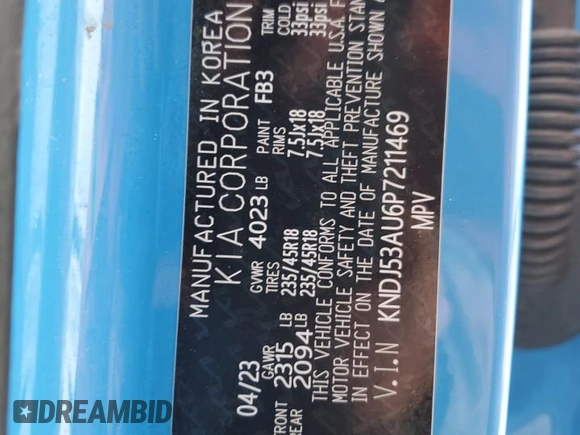 MANUFACTURED IN KOREA
KIA CORPORATION
04/23 GVWR 4023 LB PAINT FB3 TRIM
GAWR TIRES RIMS COLD
FRONT 2315 LB 235/45R18 7.5Jx18 33psi
REAR 2094 LB 235/45R18 7.5Jx18 33psi
THIS VEHICLE CONFORMS TO ALL APPLICABLE U.S.A. F
MOTOR VEHICLE SAFETY AND THEFT PREVENTION STAN
IN EFFECT ON THE DATE OF MANUFACTURE SHOWN
V.I.N KNDJ53AU6P7211469
MPV
DREAMBID